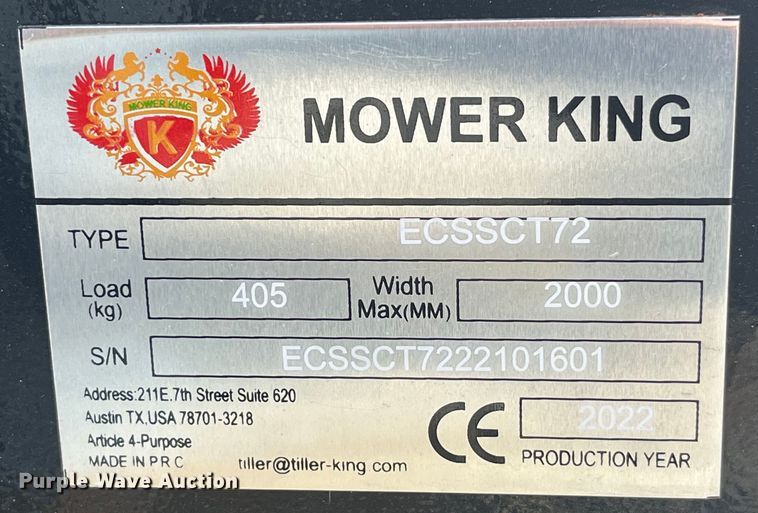 MOWER KING
K
MOWER KING
TYPE ECSSCT72
Load (kg) 405 Width Max(MM) 2000
S/N ECSSCT7222101601
Address:211E.7th Street Suite 620
Austin TX,USA 78701-3218
Article 4-Purpose
MADE IN P R C tiller@tiller-king com
CE 2022
PRODUCTION YEAR
Purple Wave Auction